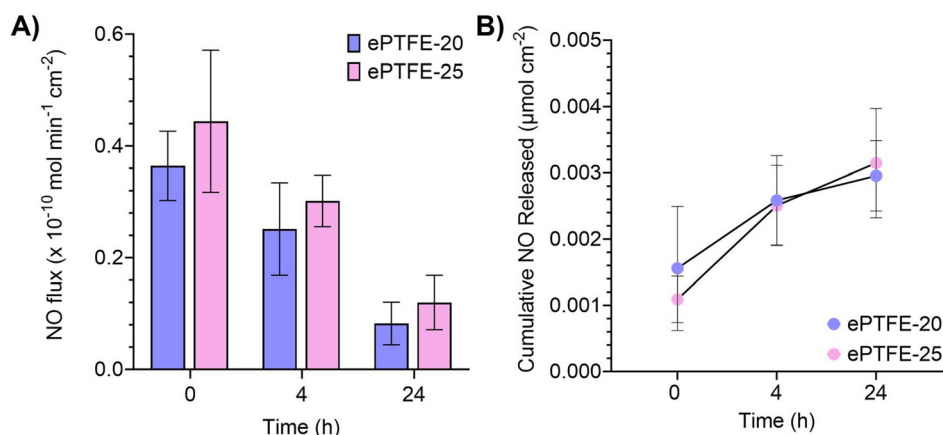 A)
NO flux (x 10⁻¹⁰ mol min⁻¹ cm⁻²)
0.6
0.4
0.2
0.0
ePTFE-20
ePTFE-25
0 4 24
Time (h)
B)
Cumulative NO Released (μmol cm⁻²)
0.005
0.004
0.003
0.002
0.001
0.000
ePTFE-20
ePTFE-25
0 4 24
Time (h)